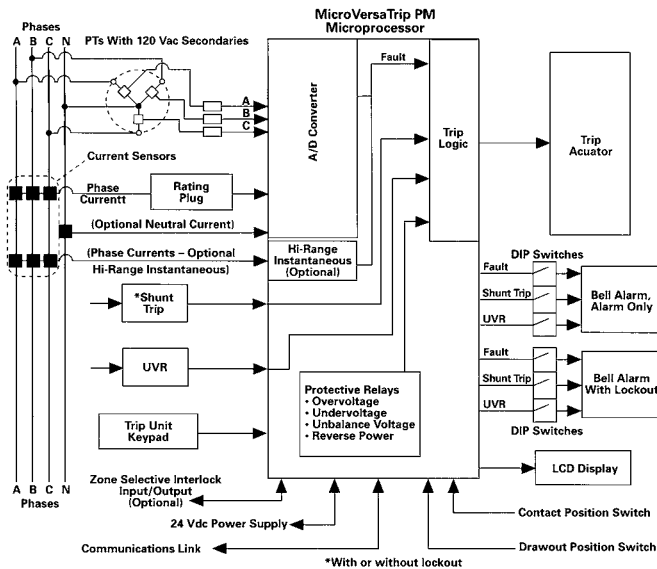 MicroVersaTrip PM
Microprocessor
Phases
A B C N
PTs With 120 Vac Secondaries
A
B
C
A/D Converter
Fault
Trip
Logic
Trip
Acuator
Current Sensors
Phase
Currentt
Rating
Plug
(Optional Neutral Current)
(Phase Currents – Optional
Hi-Range Instantaneous)
Hi-Range
Instantaneous
(Optional)
*Shunt
Trip
UVR
Trip Unit
Keypad
Protective Relays
• Overvoltage
• Undervoltage
• Unbalance Voltage
• Reverse Power
DIP Switches
Fault
Shunt Trip
UVR
Bell Alarm,
Alarm Only
Fault
Shunt Trip
UVR
Bell Alarm
With Lockout
DIP Switches
LCD Display
A B C N
Phases
Zone Selective Interlock
Input/Output
(Optional)
24 Vdc Power Supply
Communications Link
Contact Position Switch
Drawout Position Switch
*With or without lockout